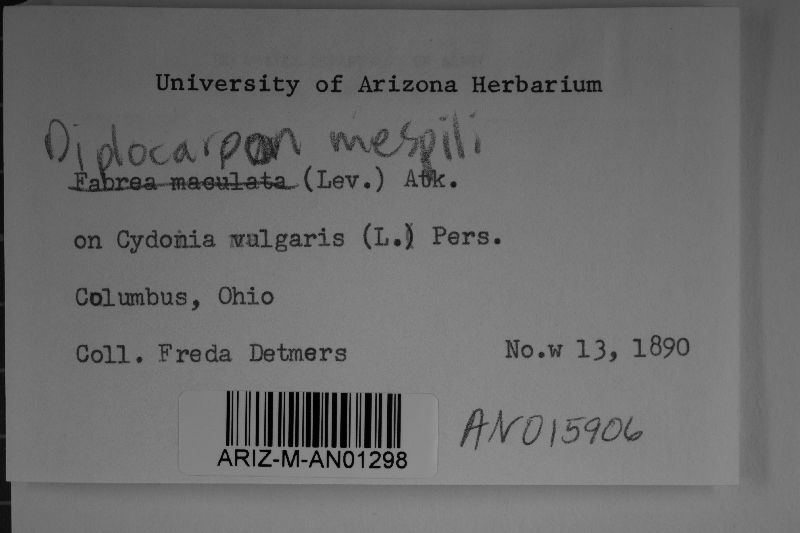 University of Arizona Herbarium
Diplocarpon mespili
Fabrea maculata (Lev.) Atk.
on Cydonia vulgaris (L.) Pers.
Columbus, Ohio
Coll. Freda Detmers
No.w 13, 1890
ARIZ-M-AN01298
AN015906